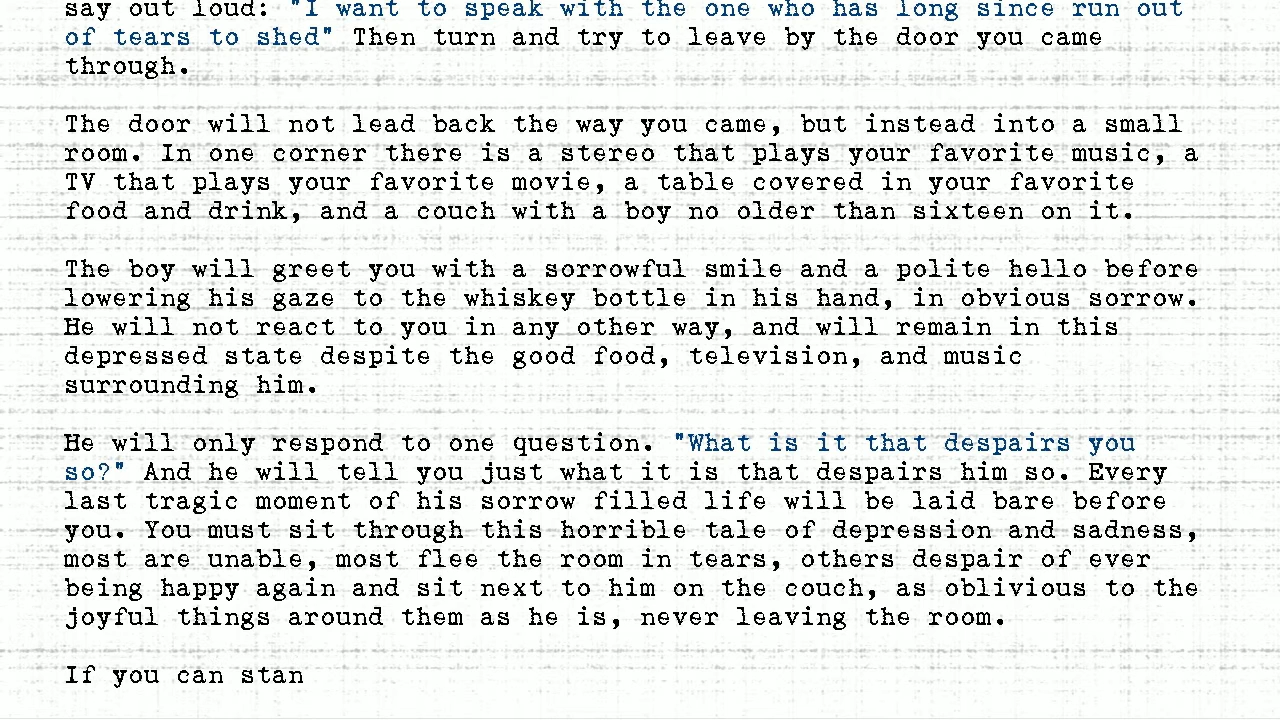 say out loud: "I want to speak with the one who has long since run out
of tears to shed" Then turn and try to leave by the door you came
through.
The door will not lead back the way you came, but instead into a small
room. In one corner there is a stereo that plays your favorite music, a
TV that plays your favorite movie, a table covered in your favorite
food and drink, and a couch with a boy no older than sixteen on it.
The boy will greet you with a sorrowful smile and a polite hello before
lowering his gaze to the whiskey bottle in his hand, in obvious sorrow.
He will not react to you in any other way, and will remain in this
depressed state despite the good food, television, and music
surrounding him.
He will only respond to one question. "What is it that despairs you
so?" And he will tell you just what it is that despairs him so. Every
last tragic moment of his sorrow filled life will be laid bare before
you. You must sit through this horrible tale of depression and sadness,
most are unable, most flee the room in tears, others despair of ever
being happy again and sit next to him on the couch, as oblivious to the
joyful things around them as he is, never leaving the room.
If you can stan